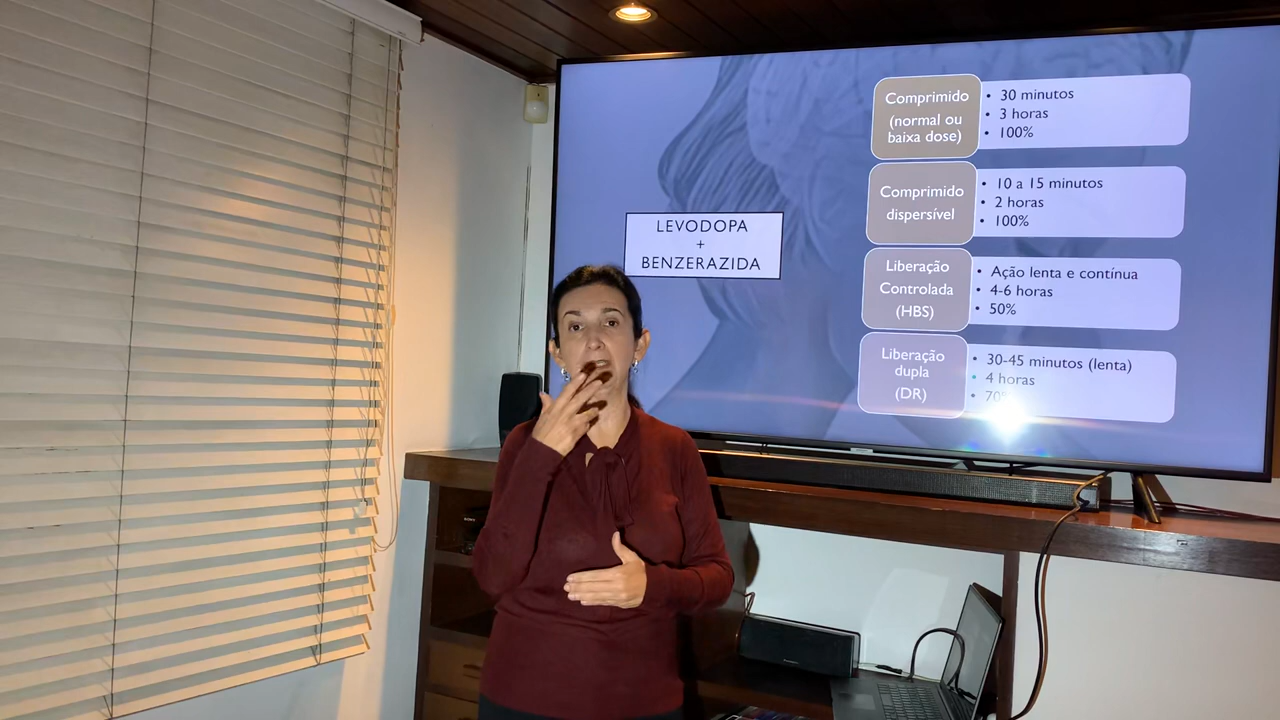 LEVODOPA
+
BENZERAZIDA
Comprimido
(normal ou
baixa dose)
• 30 minutos
• 3 horas
• 100%
Comprimido
dispersível
• 10 a 15 minutos
• 2 horas
• 100%
Liberação
Controlada
(HBS)
• Ação lenta e contínua
• 4-6 horas
• 50%
Liberação
dupla
(DR)
• 30-45 minutos (lenta)
• 4 horas
SONY